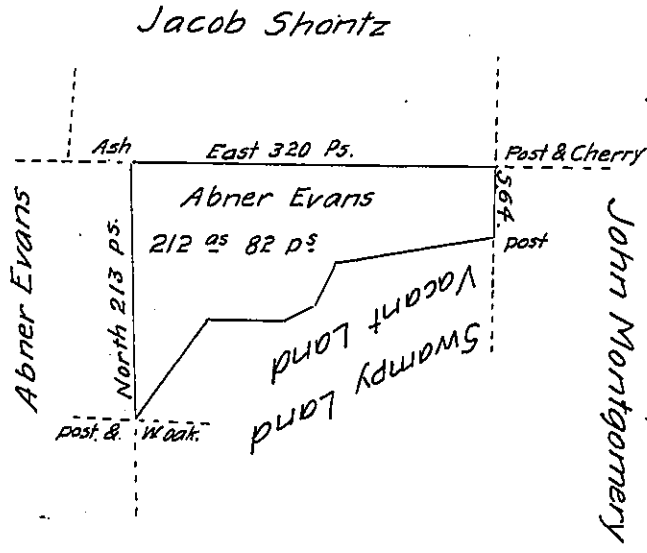 Jacob Shontz
Ash
East 320 Ps.
Post & Cherry
Abner Evans
212 as 82 ps
S 64.
post
North 213 ps.
Abner Evans
John Montgomery
Vacant Land
Swampy Land
post. & W oak.